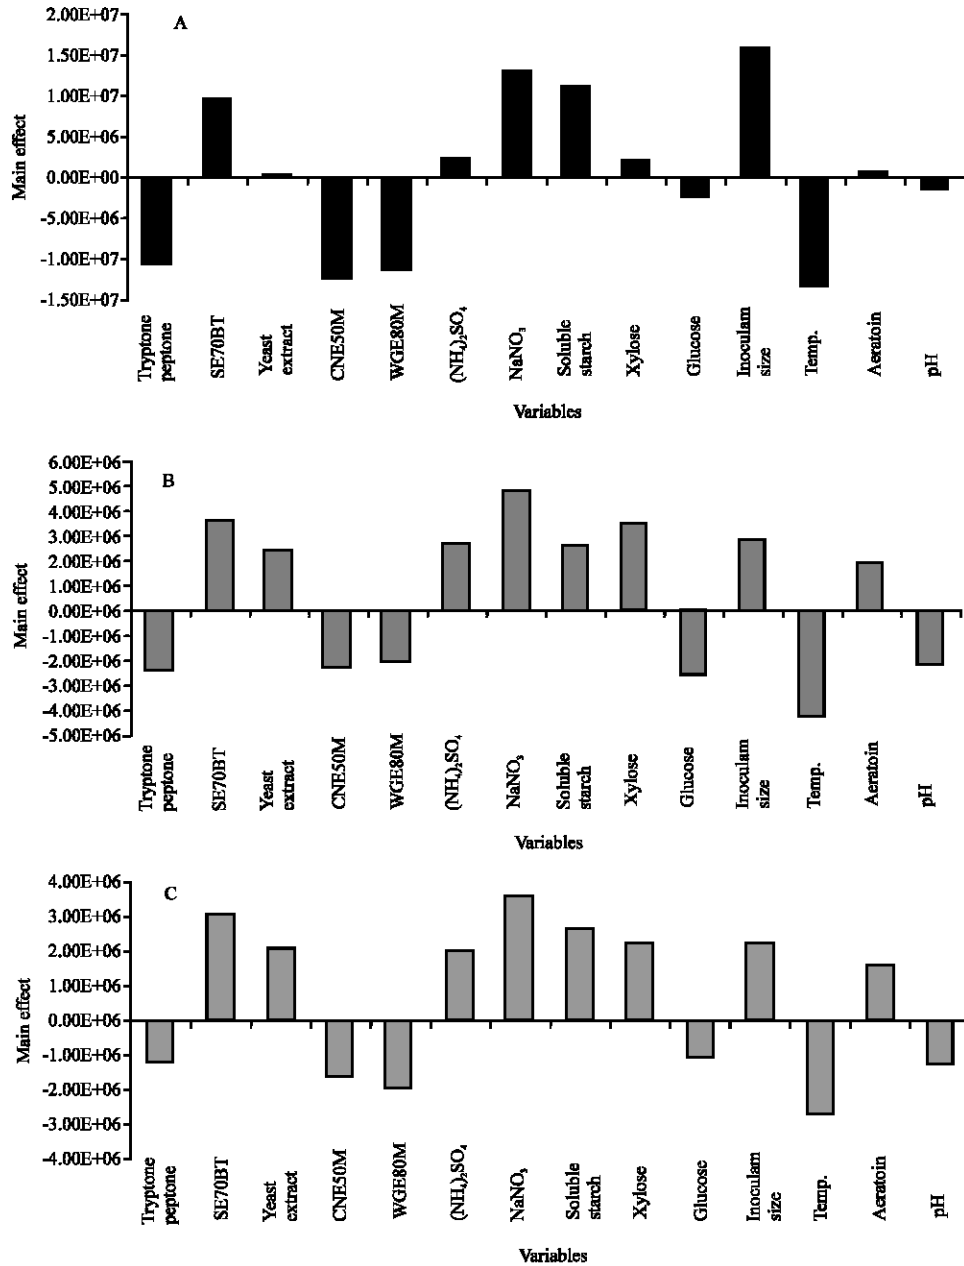 A
Main effect
2.00E+07
1.50E+07
1.00E+07
5.00E+06
0.00E+00
-5.00E+06
-1.00E+07
-1.50E+07
Tryptone
peptone
SE70BT
Yeast
extract
CNE50M
WGE80M
(NH₄)₂SO₄
NaNO₃
Soluble
starch
Xylose
Glucose
Inoculam
size
Temp.
Aeratoin
pH
Variables
B
Main effect
6.00E+06
5.00E+06
4.00E+06
3.00E+06
2.00E+06
1.00E+06
0.00E+06
-1.00E+06
-2.00E+06
-3.00E+06
-4.00E+06
-5.00E+06
Tryptone
peptone
SE70BT
Yeast
extract
CNE50M
WGE80M
(NH₄)₂SO₄
NaNO₃
Soluble
starch
Xylose
Glucose
Inoculam
size
Temp.
Aeratoin
pH
Variables
C
Main effect
4.00E+06
3.00E+06
2.00E+06
1.00E+06
0.00E+06
-1.00E+06
-2.00E+06
-3.00E+06
-4.00E+06
Tryptone
peptone
SE70BT
Yeast
extract
CNE50M
WGE80M
(NH₄)₂SO₄
NaNO₃
Soluble
starch
Xylose
Glucose
Inoculam
size
Temp.
Aeratoin
pH
Variables